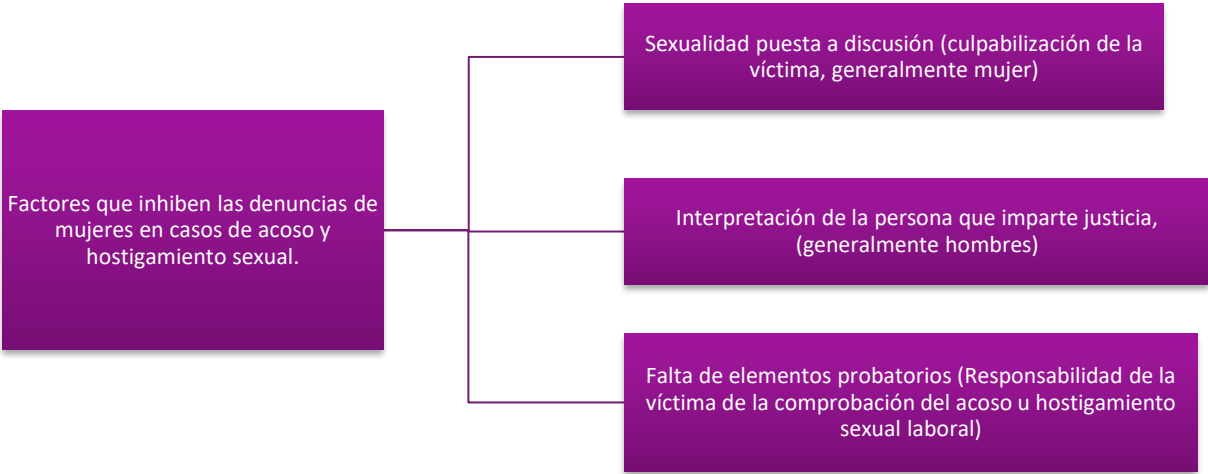 Sexualidad puesta a discusión (culpabilización de la
víctima, generalmente mujer)
Factores que inhiben las denuncias de
mujeres en casos de acoso y
hostigamiento sexual.
Interpretación de la persona que imparte justicia,
(generalmente hombres)
Falta de elementos probatorios (Responsabilidad de la
víctima de la comprobación del acoso u hostigamiento
sexual laboral)